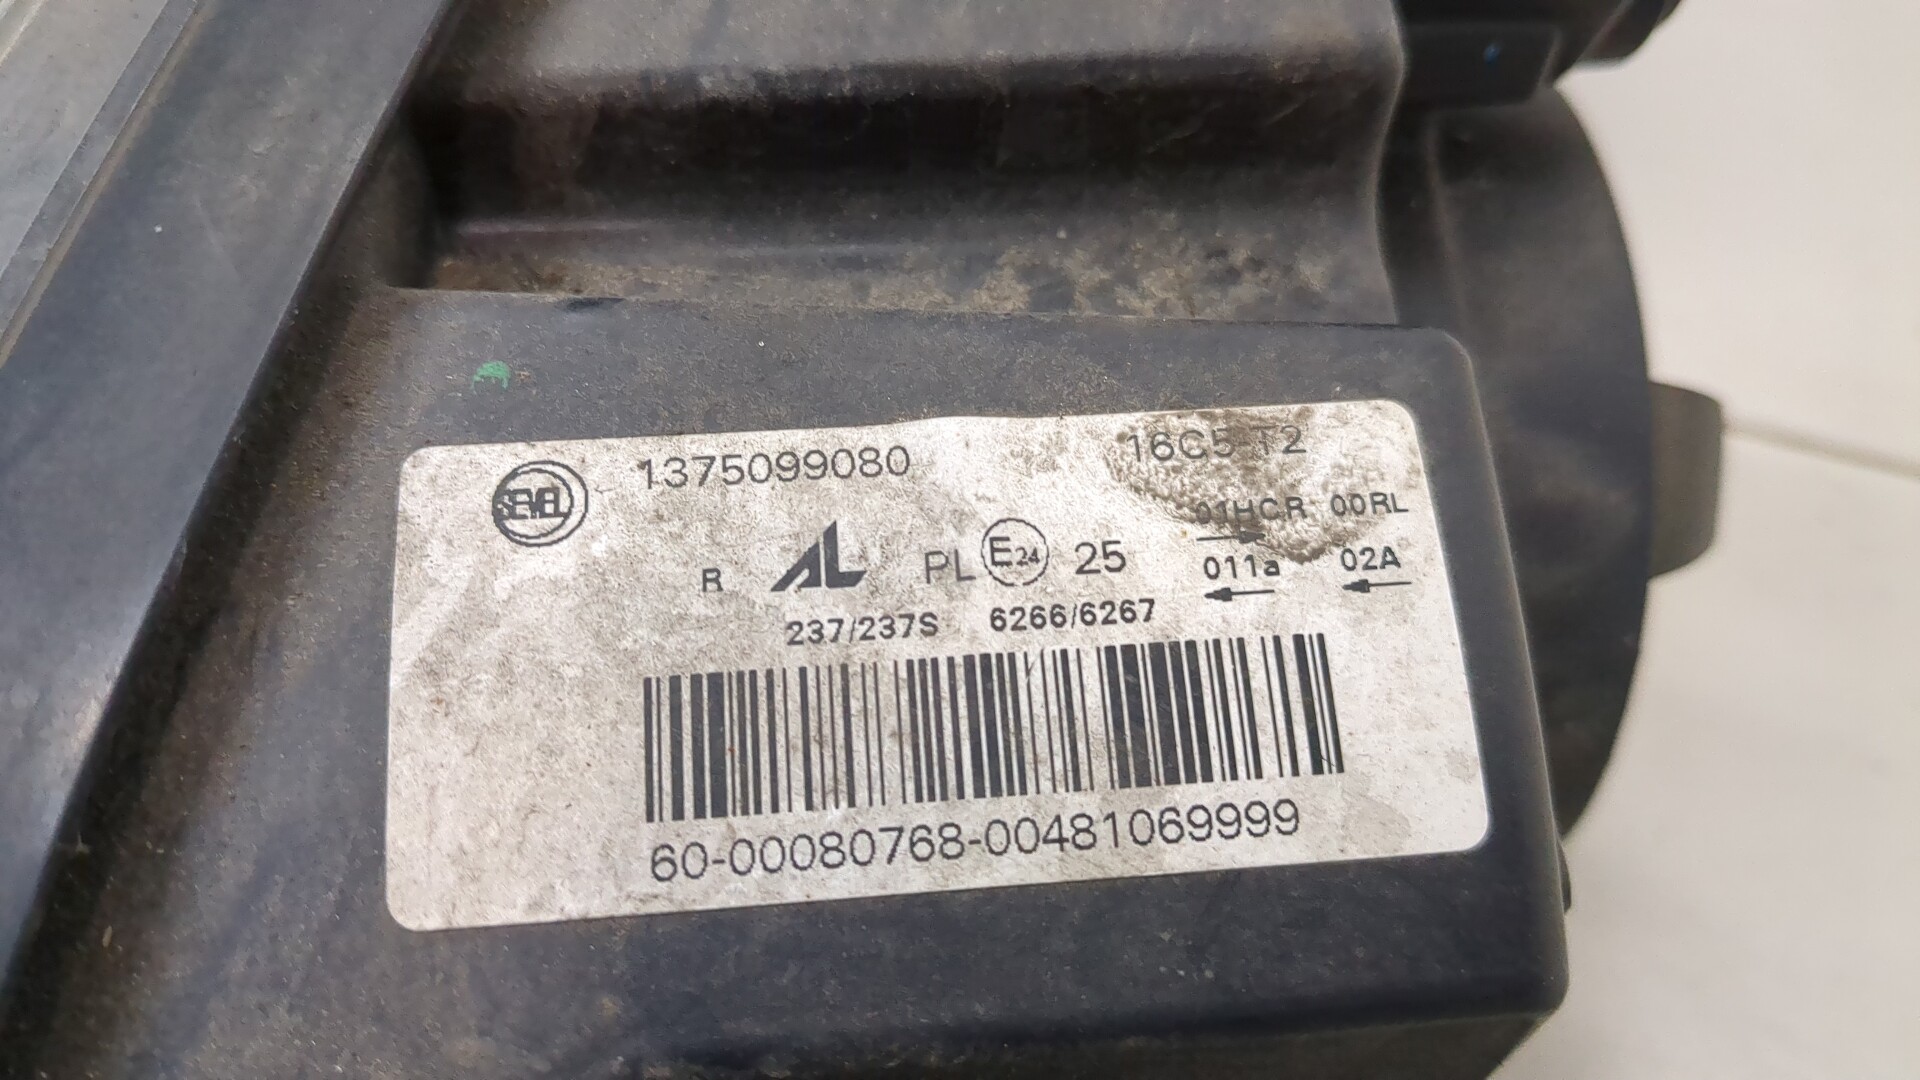 SEVEL 1375099080 16C5 T2
01HCR 00RL
R AL PL E24 25 011a 02A
237/237S 6266/6267
60-00080768-00481069999